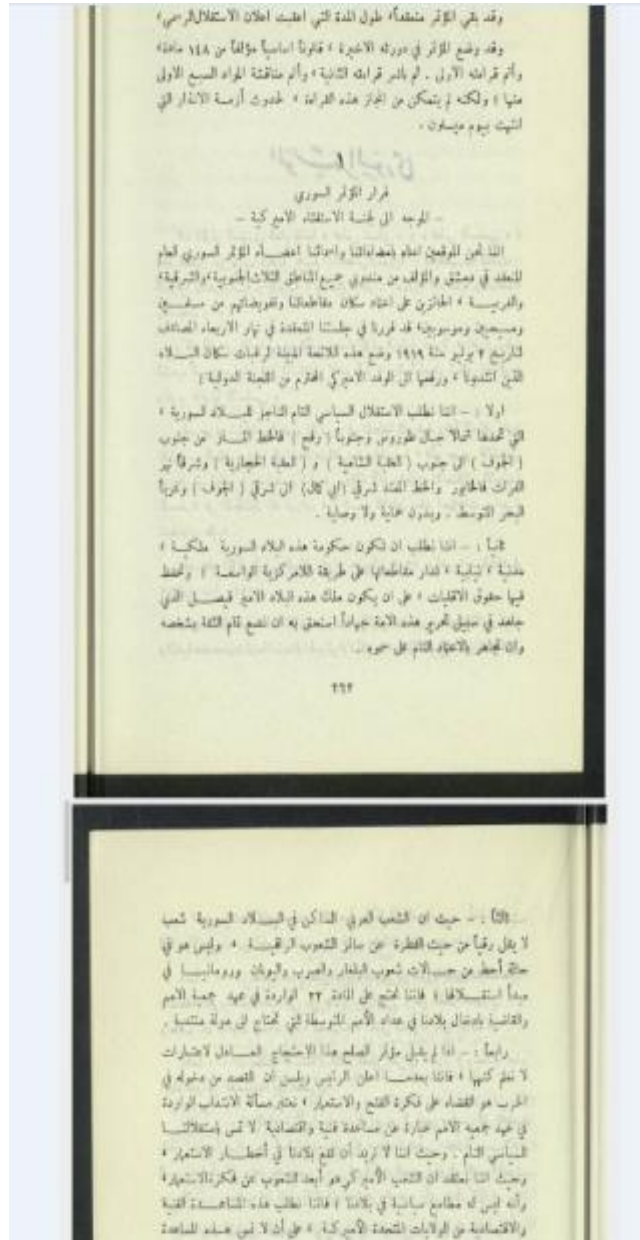 وقد بقي المؤتمر منعقداً، طول المدة التي اعقبت اعلان الاستقلال الرسمي،
وقد وضع المؤتمر في دورته الاخيرة، قانوناً اساسياً مؤلفاً من ١٤٨ مادة،
وأتم قراءته الاولى. ثم باشر قراءته الثانية، وأتم مناقشة المواد السبع الاولى
منها؛ ولكنه لم يتمكن من انجاز هذه القراءة، لحدوث أزمة الانذار التي
انتهت بيوم ميسلون.
١
قرار المؤتمر السوري
- الموجه الى لجنة الاستفتاء الاميركية -
اننا نحن الموقعين ادناه بامضاءاتنا واسمائنا اعضاء المؤتمر السوري العام
المنعقد في دمشق والمؤلف من مندوبي جميع المناطق الثلاث الجنوبية، والشرقية،
والغربية، الحائزين على اعتماد سكان مقاطعاتنا وتفويضاتهم من مسلمين
ومسيحيين وموسويين، قد قررنا في جلستنا المنعقدة في نهار الاربعاء المصادف
لتاريخ ٢ يوليو سنة ١٩١٩ وضع هذه اللائحة المبينة لرغبات سكان البلاد
الذين انتدبونا، ورفعها الى الوفد الاميركي المحترم من اللجنة الدولية:
اولا: - اننا نطلب الاستقلال السياسي التام الناجز للبلاد السورية،
التي تحدها شمالا جبال طوروس وجنوباً (رفح) فالخط المار من جنوب
(الجوف) الى جنوب (العقبة الشامية) و (العقبة الحجازية) وشرقاً نهر
الفرات فالخابور والخط الممتد شرقي (ابي كمال) الى شرقي (الجوف) وغرباً
البحر المتوسط. وبدون حماية ولا وصاية.
ثانياً: - اننا نطلب ان تكون حكومة هذه البلاد السورية ملكية،
مدنية، نيابية، تدار مقاطعاتها على طريقة اللامركزية الواسعة؛ وتحفظ
فيها حقوق الاقليات، على ان يكون ملك هذه البلاد الامير فيصل الذي
جاهد في سبيل تحرير هذه الامة جهاداً استحق به ان نضع تمام الثقة بشخصه
وان نجاهر بالاعتماد التام على سموه.
٢٦٢
ثالثاً: - حيث ان الشعب العربي الساكن في البلاد السورية شعب
لا يقل رقياً من حيث الفطرة عن سائر الشعوب الراقية، وليس هو في
حالة أحط من حالات شعوب البلغار والصرب واليونان ورومانيا في
مبدأ استقلالها؛ فاننا نحتج على المادة ٢٢ الواردة في عهد جمعية الامم
والقاضية بادخال بلادنا في عداد الأمم المتوسطة التي تحتاج الى دولة منتدبة.
رابعاً: - اذا لم يقبل مؤتمر الصلح هذا الاحتجاج العادل لاعتبارات
لا نعلم كنهها، فاننا بعدما اعلن الرئيس ويلسن أن القصد من دخوله في
الحرب هو القضاء على فكرة الفتح والاستعمار، نعتبر مسألة الانتداب الواردة
في عهد جمعية الامم عبارة عن مساعدة فنية واقتصادية لا تمس باستقلالنا
السياسي التام. وحيث اننا لا نريد أن تقع بلادنا في أخطار الاستعمار،
وحيث اننا نعتقد ان الشعب الأميركي هو أبعد الشعوب عن فكرة الاستعمار،
وأنه ليس له مطامع سياسية في بلادنا؛ فاننا نطلب هذه المساعدة الفنية
والاقتصادية من الولايات المتحدة الأميركية، على أن لا تمس هذه المساعدة